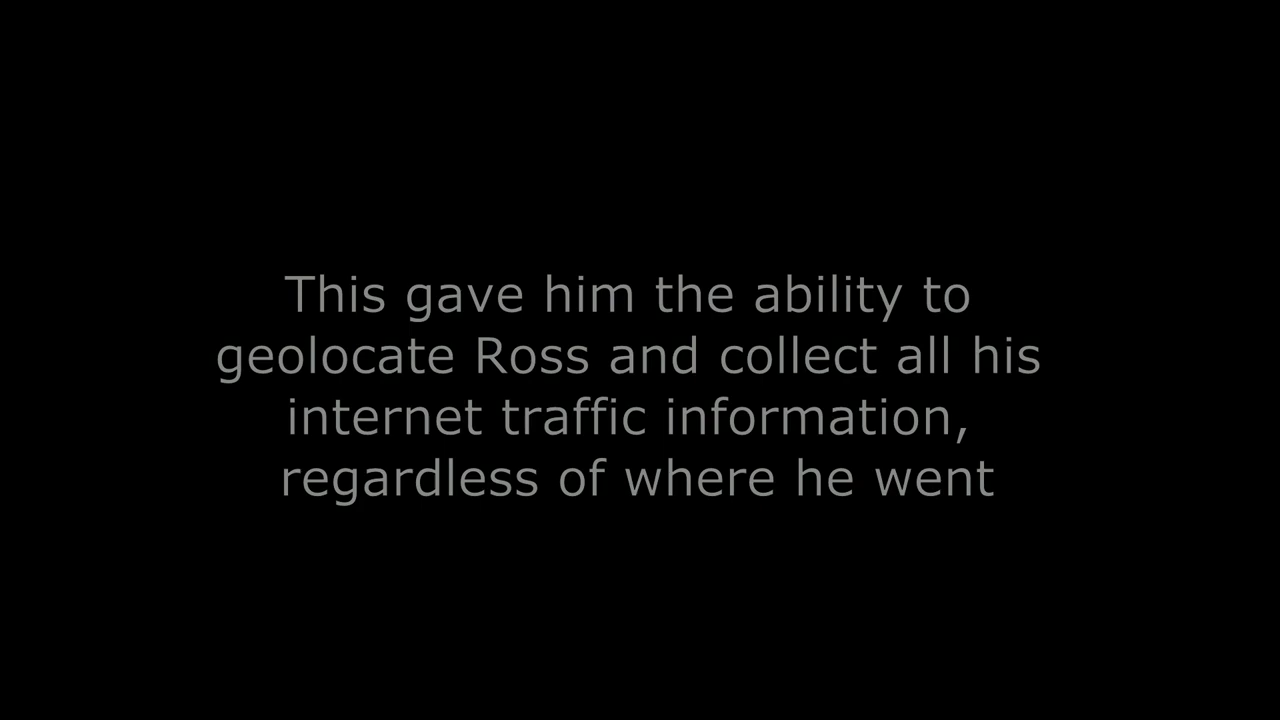 This gave him the ability to
geolocate Ross and collect all his
internet traffic information,
regardless of where he went